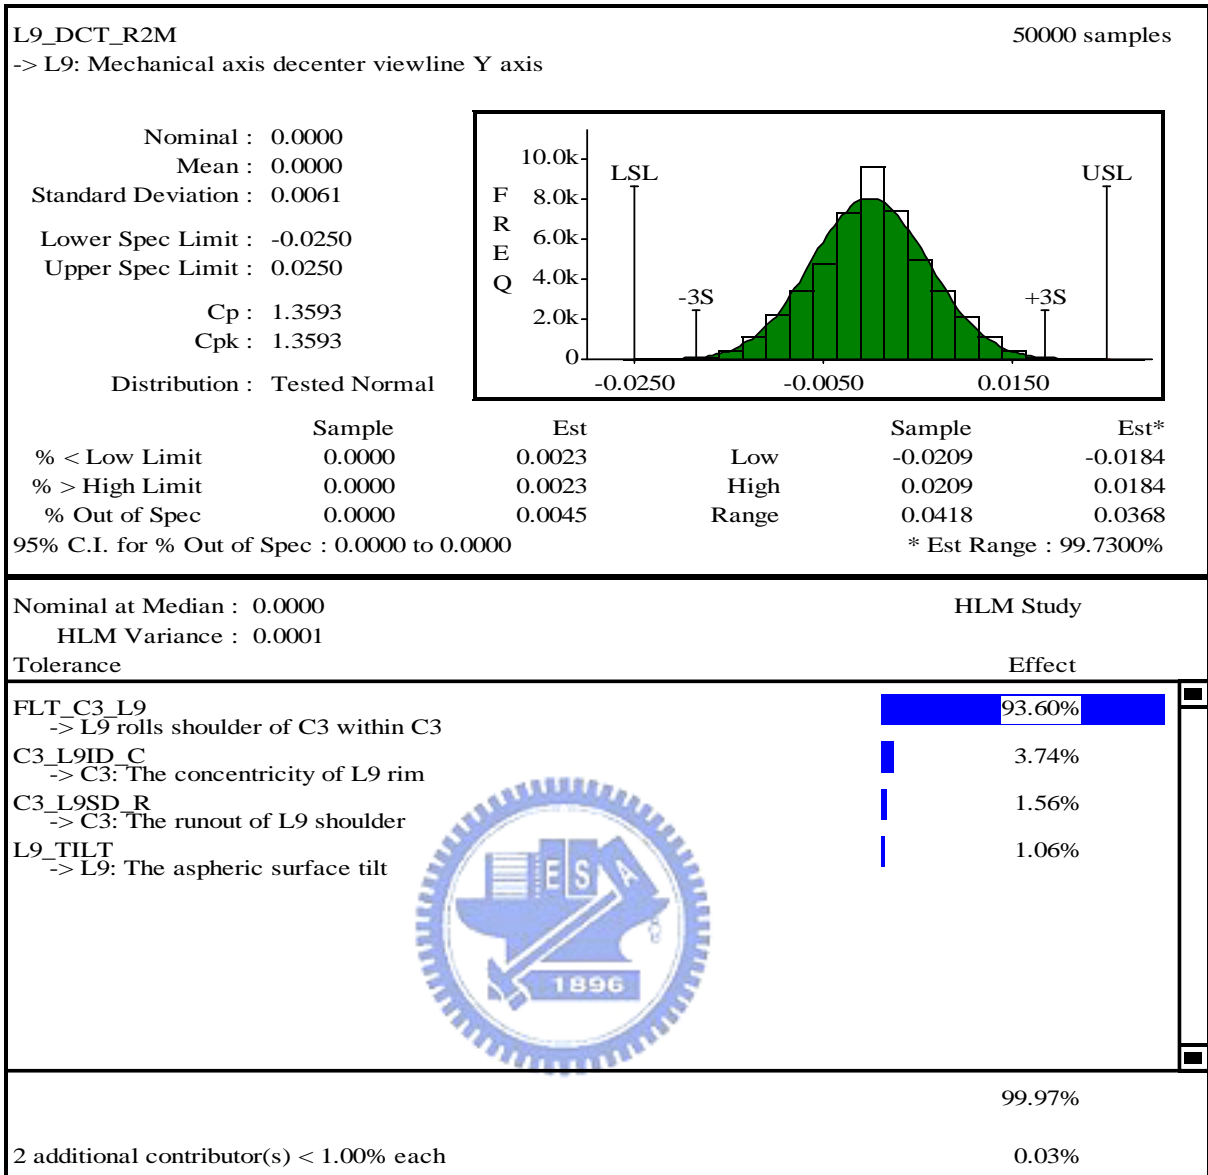 L9_DCT_R2M 50000 samples
-> L9: Mechanical axis decenter viewline Y axis
Nominal : 0.0000
Mean : 0.0000
Standard Deviation : 0.0061
Lower Spec Limit : -0.0250
Upper Spec Limit : 0.0250
Cp : 1.3593
Cpk : 1.3593
Distribution : Tested Normal
FREQ
10.0k
8.0k
6.0k
4.0k
2.0k
0
LSL USL
-3S +3S
-0.0250 -0.0050 0.0150
Sample Est Sample Est*
% < Low Limit 0.0000 0.0023 Low -0.0209 -0.0184
% > High Limit 0.0000 0.0023 High 0.0209 0.0184
% Out of Spec 0.0000 0.0045 Range 0.0418 0.0368
95% C.I. for % Out of Spec : 0.0000 to 0.0000 * Est Range : 99.7300%
Nominal at Median : 0.0000 HLM Study
HLM Variance : 0.0001
Tolerance Effect
FLT_C3_L9 93.60%
-> L9 rolls shoulder of C3 within C3
C3_L9ID_C 3.74%
-> C3: The concentricity of L9 rim
C3_L9SD_R 1.56%
-> C3: The runout of L9 shoulder
L9_TILT 1.06%
-> L9: The aspheric surface tilt
E S A
1896
99.97%
2 additional contributor(s) < 1.00% each 0.03%